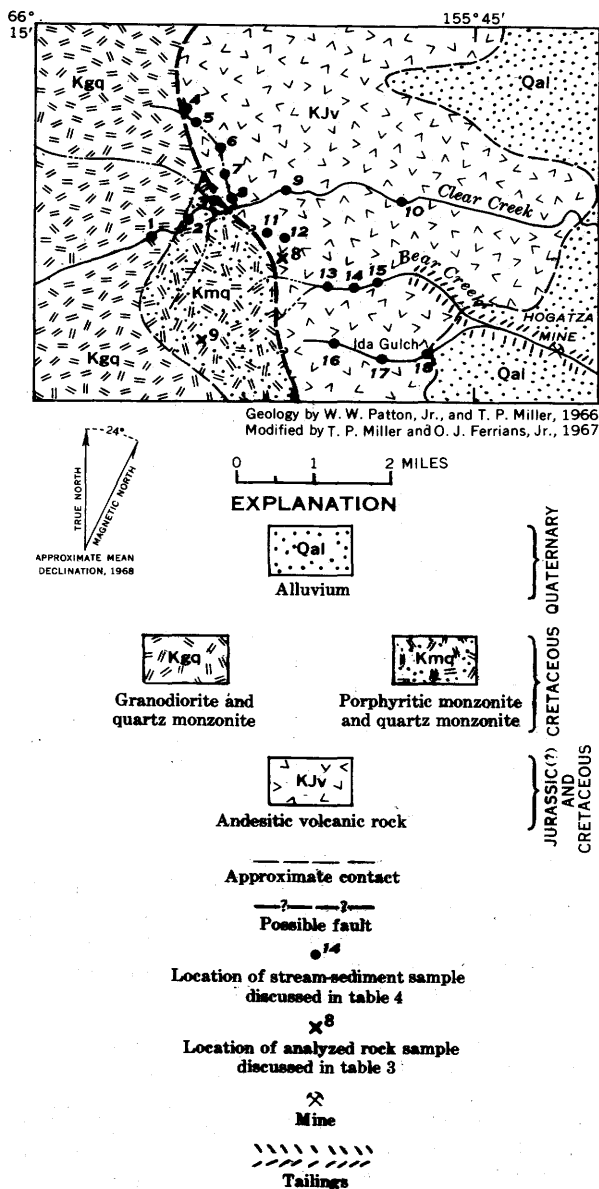 66° 15′
155°45′
Kgq
KJv
Qal
4
5
6
7
9
10
Clear Creek
1
2
11
12
8
Kmq
13
14
15
Bear Creek
HOGATZA
MINE
9
Ida Gulch
16
17
18
Kgq
Qal
Geology by W. W. Patton, Jr., and T. P. Miller, 1966
Modified by T. P. Miller and O. J. Ferrians, Jr., 1967
24°
TRUE NORTH
MAGNETIC NORTH
APPROXIMATE MEAN
DECLINATION, 1968
0 1 2 MILES
EXPLANATION
Qal
Alluvium
QUATERNARY
Kgq
Granodiorite and
quartz monzonite
Kmq
Porphyritic monzonite
and quartz monzonite
CRETACEOUS
KJv
Andesitic volcanic rock
JURASSIC(?)
AND
CRETACEOUS
Approximate contact
? ?
Possible fault
14
Location of stream-sediment sample
discussed in table 4
8
Location of analyzed rock sample
discussed in table 3
Mine
Tailings